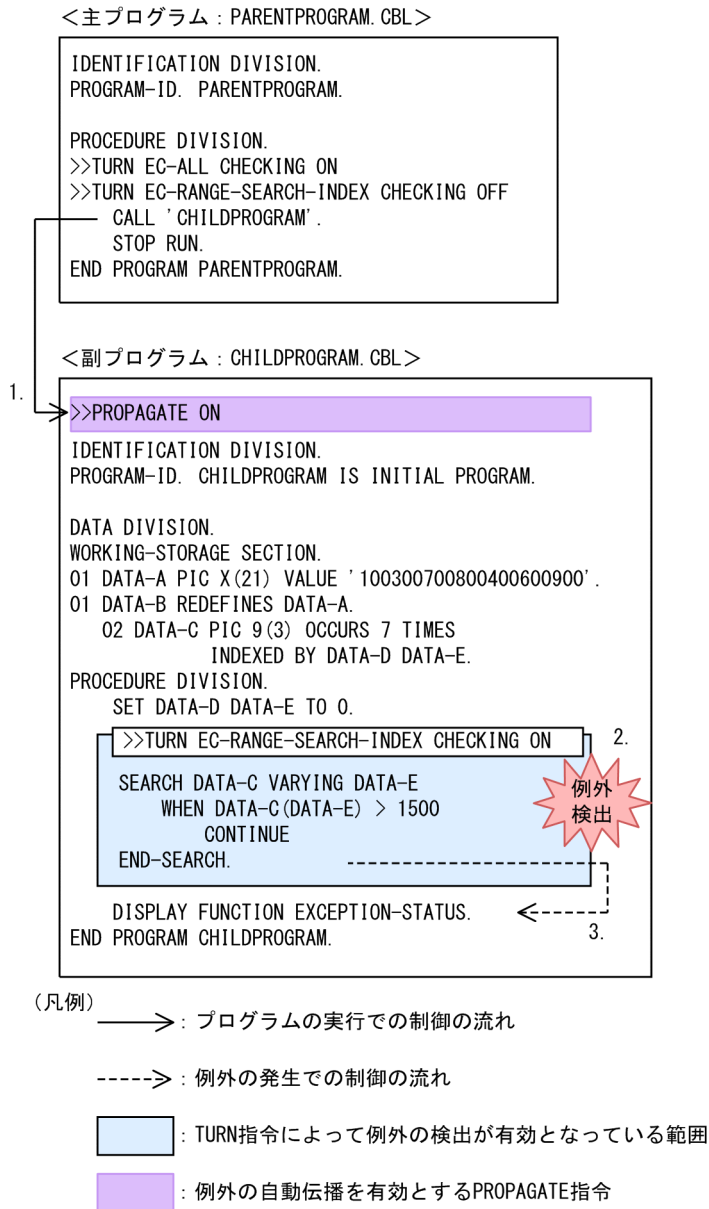 ＜主プログラム：PARENTPROGRAM.CBL＞
IDENTIFICATION DIVISION.
PROGRAM-ID. PARENTPROGRAM.
PROCEDURE DIVISION.
>>TURN EC-ALL CHECKING ON
>>TURN EC-RANGE-SEARCH-INDEX CHECKING OFF
CALL 'CHILDPROGRAM'.
STOP RUN.
END PROGRAM PARENTPROGRAM.
＜副プログラム：CHILDPROGRAM.CBL＞
1.
>>PROPAGATE ON
IDENTIFICATION DIVISION.
PROGRAM-ID. CHILDPROGRAM IS INITIAL PROGRAM.
DATA DIVISION.
WORKING-STORAGE SECTION.
01 DATA-A PIC X(21) VALUE '100300700800400600900'.
01 DATA-B REDEFINES DATA-A.
02 DATA-C PIC 9(3) OCCURS 7 TIMES
INDEXED BY DATA-D DATA-E.
PROCEDURE DIVISION.
SET DATA-D DATA-E TO 0.
>>TURN EC-RANGE-SEARCH-INDEX CHECKING ON
2.
SEARCH DATA-C VARYING DATA-E
WHEN DATA-C(DATA-E) > 1500
CONTINUE
END-SEARCH.
例外
検出
DISPLAY FUNCTION EXCEPTION-STATUS.
3.
END PROGRAM CHILDPROGRAM.
(凡例)
：プログラムの実行での制御の流れ
：例外の発生での制御の流れ
：TURN指令によって例外の検出が有効となっている範囲
：例外の自動伝播を有効とするPROPAGATE指令